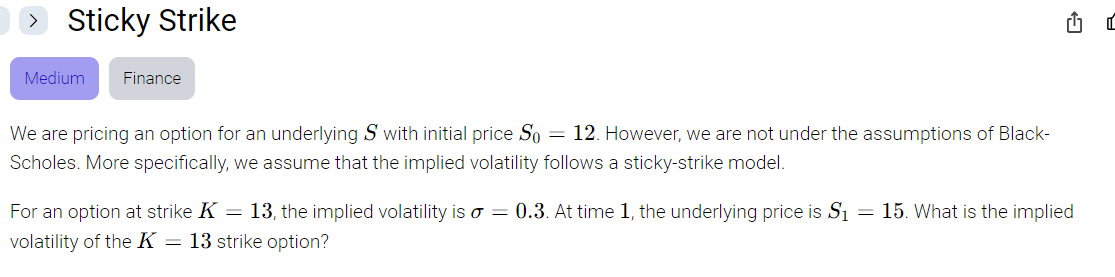 Sticky Strike
Medium
Finance
We are pricing an option for an underlying S with initial price S₀ = 12. However, we are not under the assumptions of Black-
Scholes. More specifically, we assume that the implied volatility follows a sticky-strike model.
For an option at strike K = 13, the implied volatility is σ = 0.3. At time 1, the underlying price is S₁ = 15. What is the implied
volatility of the K = 13 strike option?